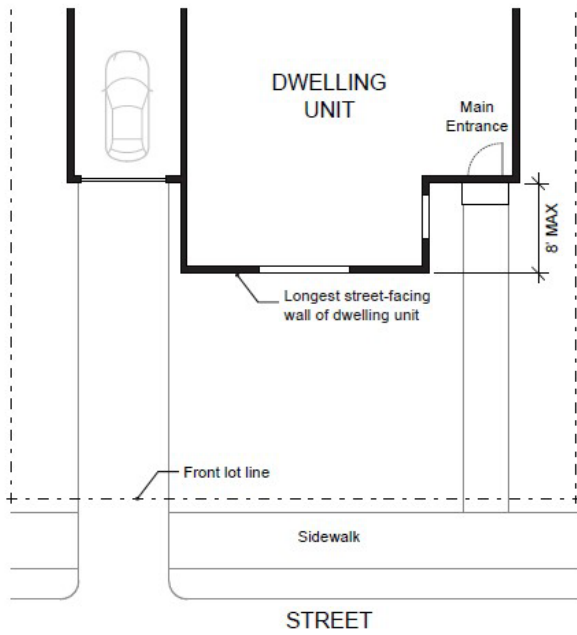 DWELLING
UNIT
Main
Entrance
8' MAX
Longest street-facing
wall of dwelling unit
Front lot line
Sidewalk
STREET